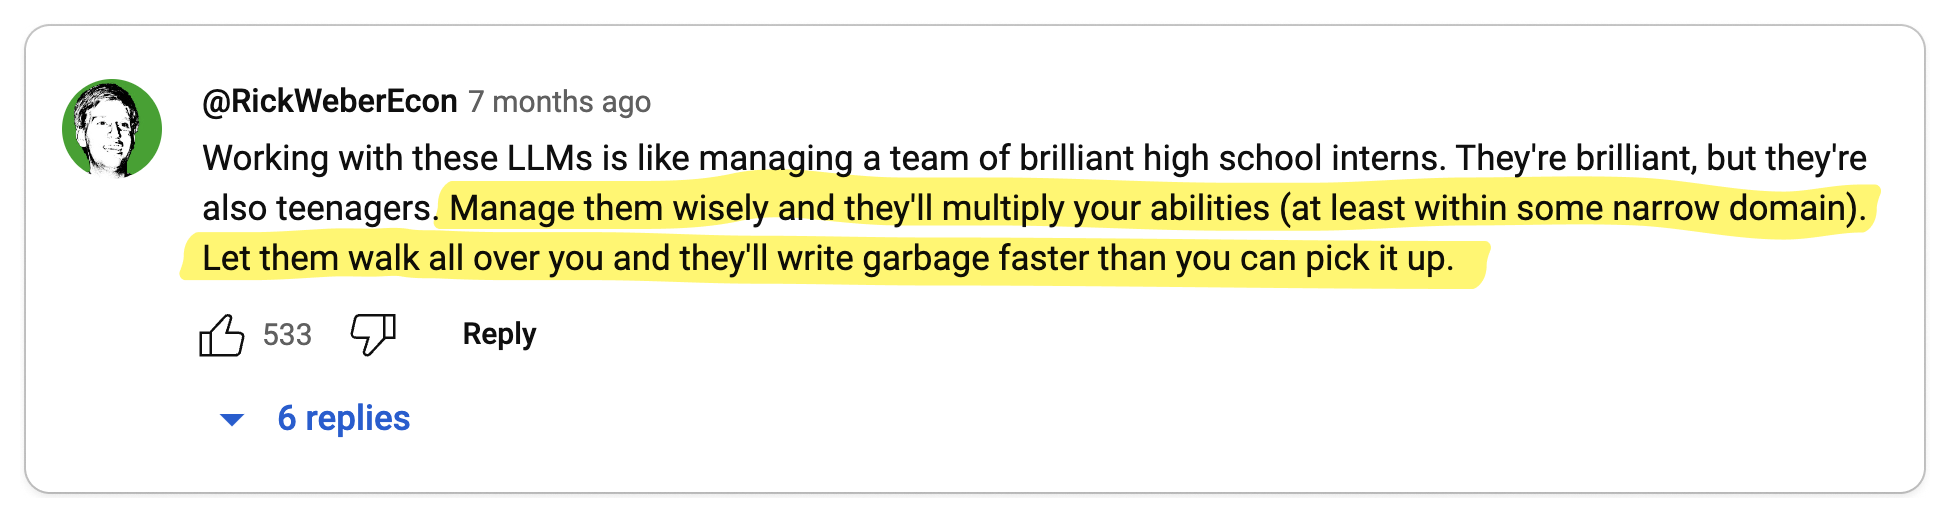 @RickWeberEcon 7 months ago
Working with these LLMs is like managing a team of brilliant high school interns. They're brilliant, but they're
also teenagers. Manage them wisely and they'll multiply your abilities (at least within some narrow domain).
Let them walk all over you and they'll write garbage faster than you can pick it up.
533 Reply
6 replies